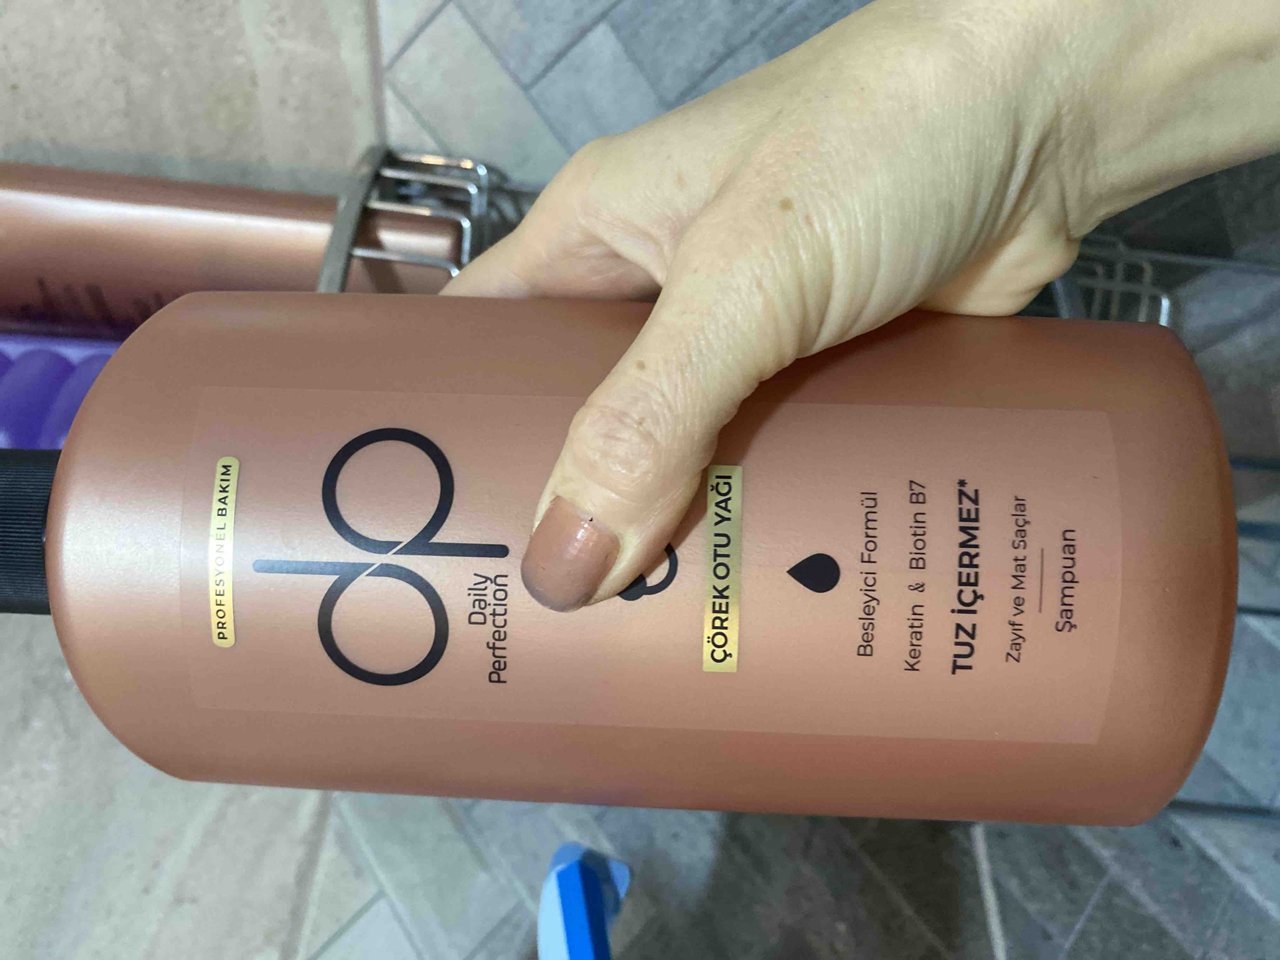 PROFESYONEL BAKIM
dp
Daily
Perfection
ÇÖREK OTU YAĞI
Besleyici Formül
Keratin & Biotin B7
TUZ İÇERMEZ*
Zayıf ve Mat Saçlar
Şampuan